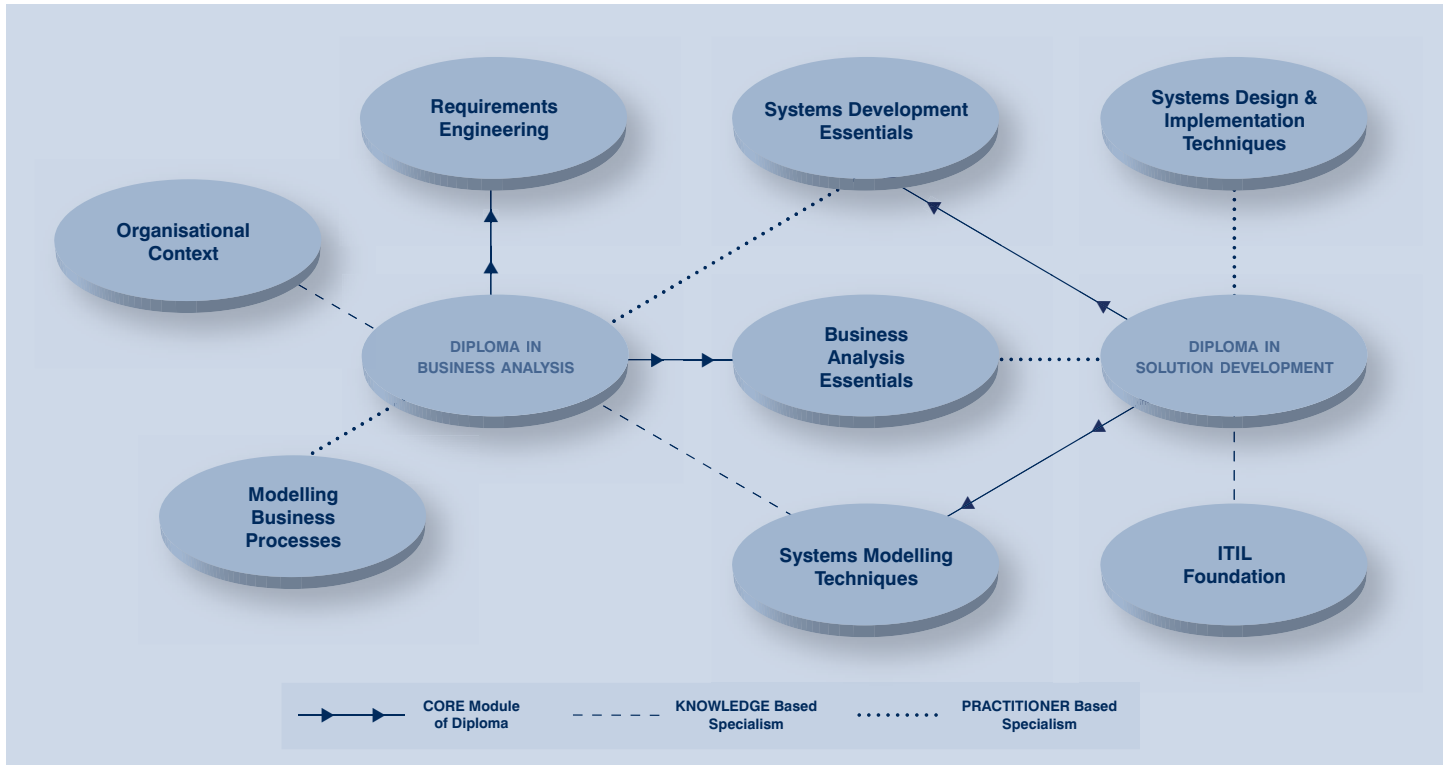 Requirements
Engineering
Systems Development
Essentials
Systems Design &
Implementation
Techniques
Organisational
Context
DIPLOMA IN
BUSINESS ANALYSIS
Business
Analysis
Essentials
DIPLOMA IN
SOLUTION DEVELOPMENT
Modelling
Business
Processes
Systems Modelling
Techniques
ITIL
Foundation
CORE Module
of Diploma
KNOWLEDGE Based
Specialism
PRACTITIONER Based
Specialism